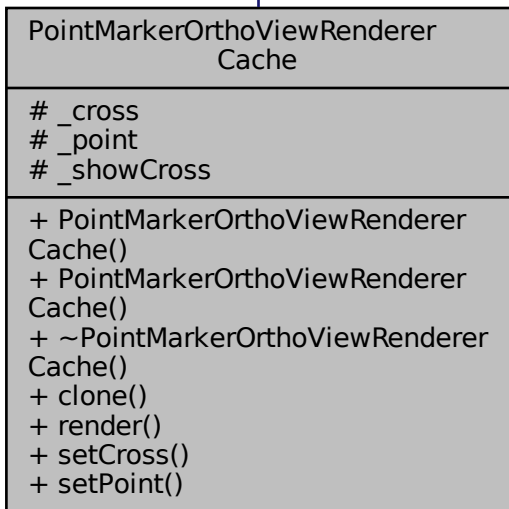 PointMarkerOrthoViewRenderer
Cache
# _cross
# _point
# _showCross
+ PointMarkerOrthoViewRenderer
Cache()
+ PointMarkerOrthoViewRenderer
Cache()
+ ~PointMarkerOrthoViewRenderer
Cache()
+ clone()
+ render()
+ setCross()
+ setPoint()